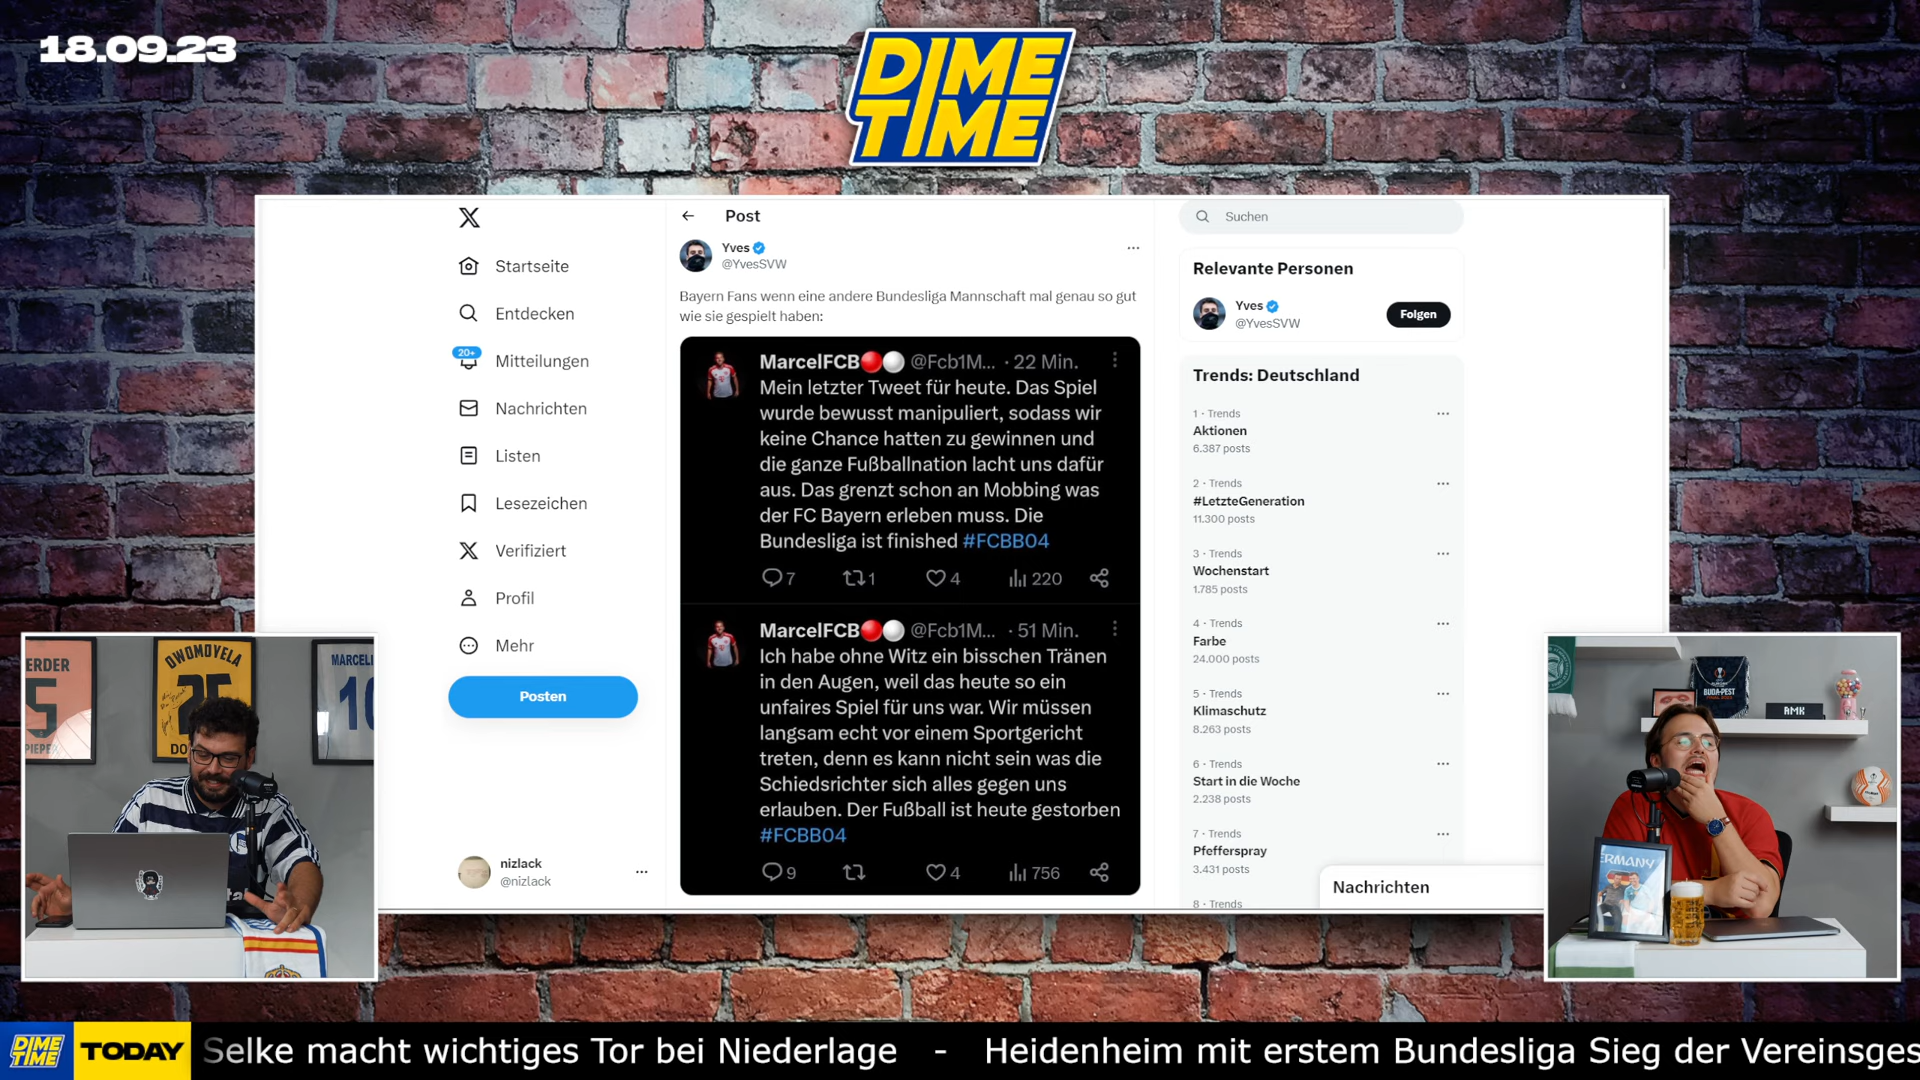 18.09.23
DIME
TIME
Post
Suchen
Yves
@YvesSVW
Bayern Fans wenn eine andere Bundesliga Mannschaft mal genau so gut
wie sie gespielt haben:
Startseite
Entdecken
20+
Mitteilungen
Nachrichten
Listen
Lesezeichen
Verifiziert
Profil
Mehr
Posten
nizlack
@nizlack
MarcelFCB @Fcb1M... · 22 Min.
Mein letzter Tweet für heute. Das Spiel
wurde bewusst manipuliert, sodass wir
keine Chance hatten zu gewinnen und
die ganze Fußballnation lacht uns dafür
aus. Das grenzt schon an Mobbing was
der FC Bayern erleben muss. Die
Bundesliga ist finished #FCBB04
7 1 4 220
MarcelFCB @Fcb1M... · 51 Min.
Ich habe ohne Witz ein bisschen Tränen
in den Augen, weil das heute so ein
unfaires Spiel für uns war. Wir müssen
langsam echt vor einem Sportgericht
treten, denn es kann nicht sein was die
Schiedsrichter sich alles gegen uns
erlauben. Der Fußball ist heute gestorben
#FCBB04
9 4 756
Relevante Personen
Yves
@YvesSVW
Folgen
Trends: Deutschland
1 · Trends
Aktionen
6.387 posts
2 · Trends
#LetzteGeneration
11.300 posts
3 · Trends
Wochenstart
1.785 posts
4 · Trends
Farbe
24.000 posts
5 · Trends
Klimaschutz
8.263 posts
6 · Trends
Start in die Woche
2.238 posts
7 · Trends
Pfefferspray
3.431 posts
8 · Trends
Nachrichten
ERDER
5
PIEPER
OWOMOYELA
25
DO
MARCELI
10
BUDAPEST
AMK
ERMANY
DIME
TIME
TODAY
Selke macht wichtiges Tor bei Niederlage - Heidenheim mit erstem Bundesliga Sieg der Vereinsges